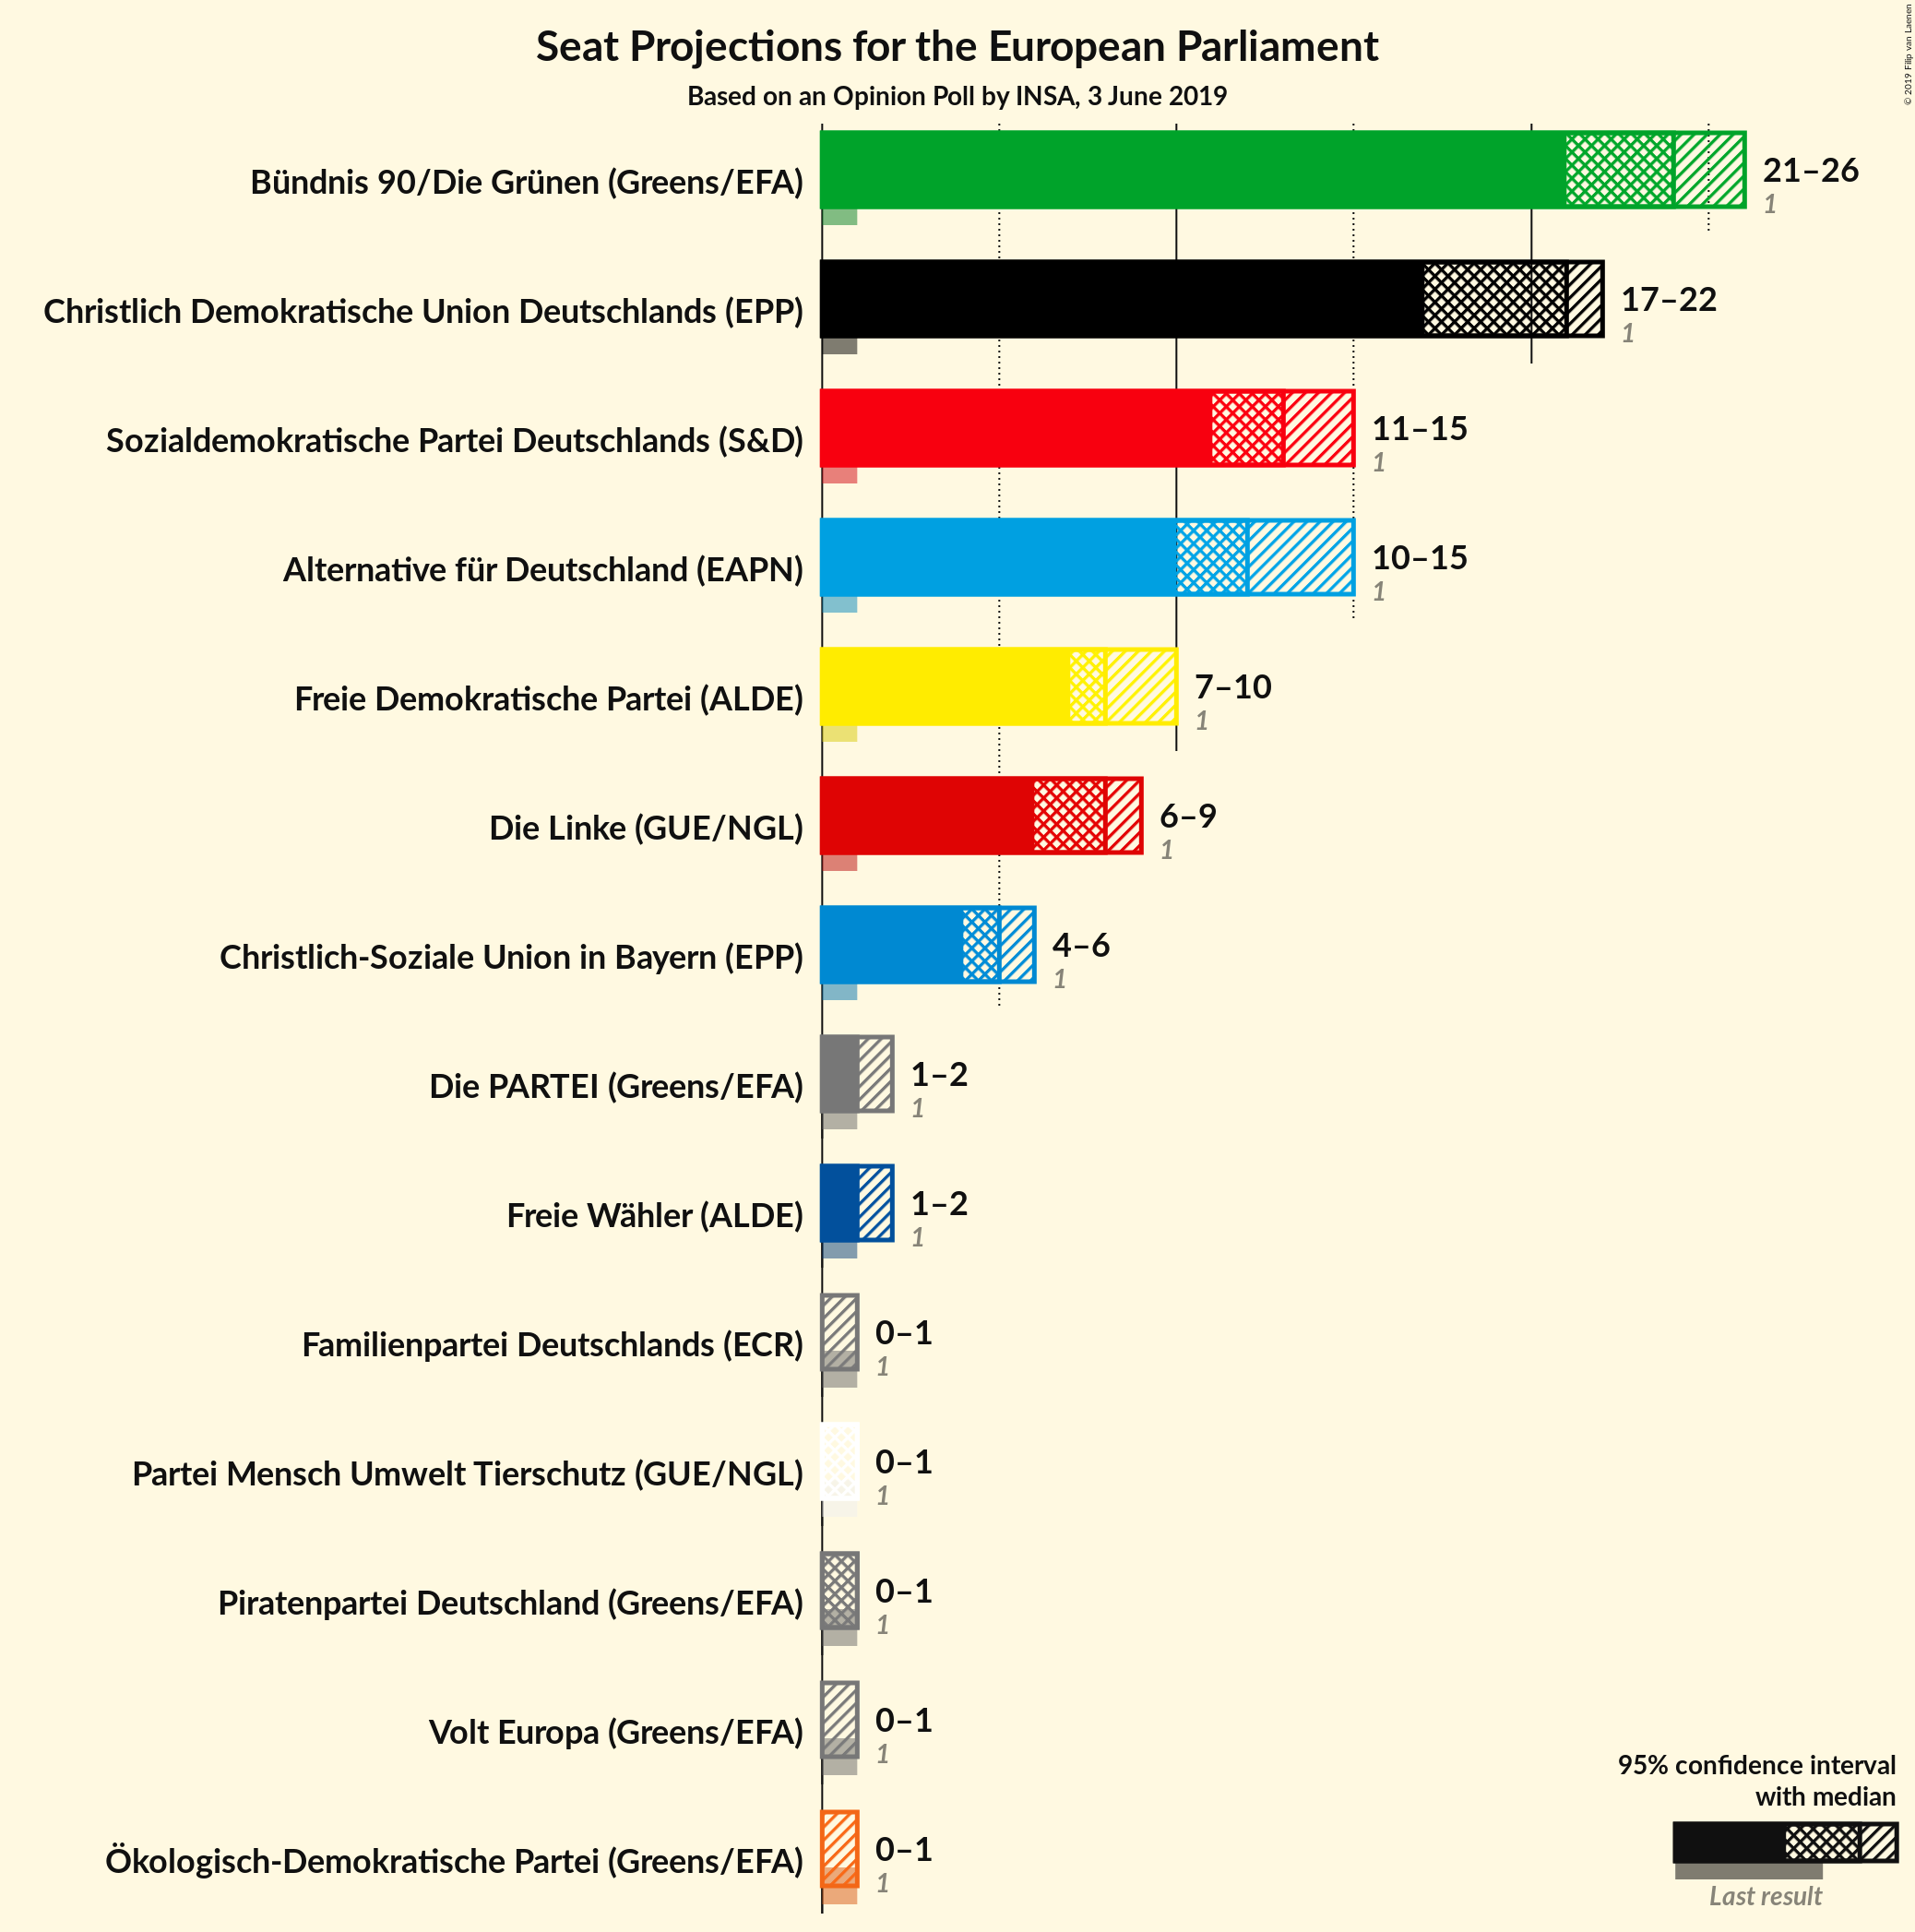 Seat Projections for the European Parliament
Based on an Opinion Poll by INSA, 3 June 2019
© 2019 Filip van Laenen
Bündnis 90/Die Grünen (Greens/EFA)
21–26
1
Christlich Demokratische Union Deutschlands (EPP)
17–22
1
Sozialdemokratische Partei Deutschlands (S&D)
11–15
1
Alternative für Deutschland (EAPN)
10–15
1
Freie Demokratische Partei (ALDE)
7–10
1
Die Linke (GUE/NGL)
6–9
1
Christlich-Soziale Union in Bayern (EPP)
4–6
1
Die PARTEI (Greens/EFA)
1–2
1
Freie Wähler (ALDE)
1–2
1
Familienpartei Deutschlands (ECR)
0–1
1
Partei Mensch Umwelt Tierschutz (GUE/NGL)
0–1
1
Piratenpartei Deutschland (Greens/EFA)
0–1
1
Volt Europa (Greens/EFA)
0–1
1
Ökologisch-Demokratische Partei (Greens/EFA)
0–1
1
95% confidence interval
with median
Last result